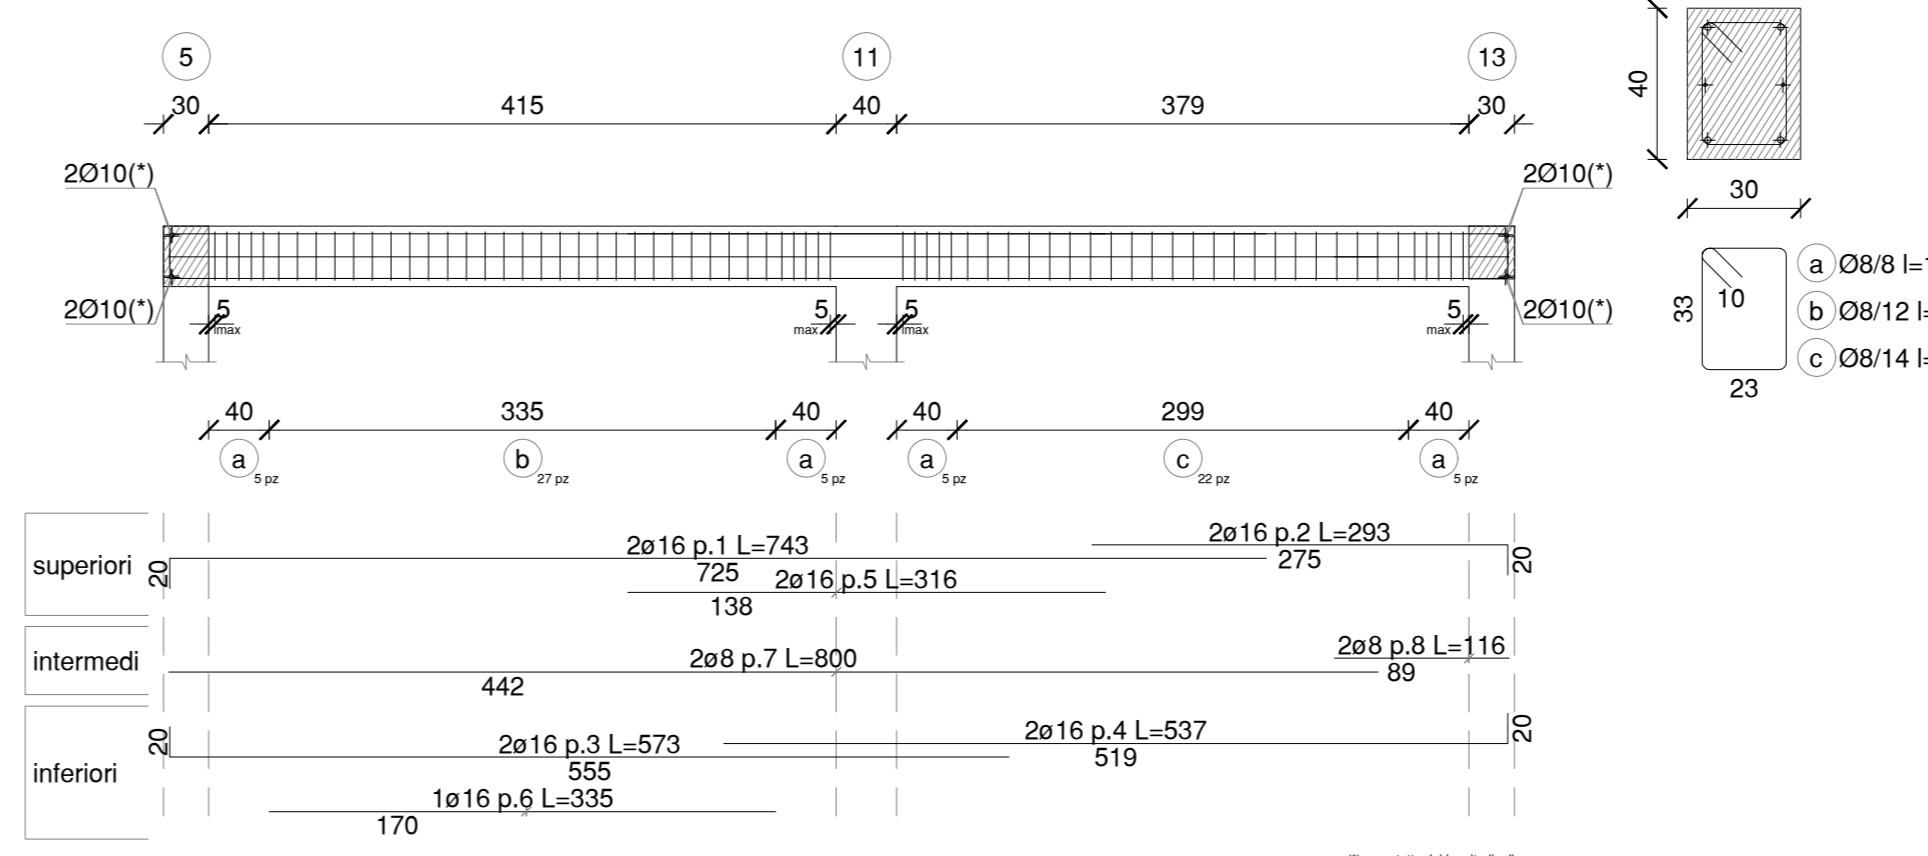 5
11
13
30
415
40
379
30
40
2Ø10(*)
2Ø10(*)
30
2Ø10(*)
5
max
5
max
5
max
5
max
2Ø10(*)
33
10
23
a Ø8/8 l=
b Ø8/12 l=
c Ø8/14 l=
40
335
40
40
299
40
a 5 pz
b 27 pz
a 5 pz
a 5 pz
c 22 pz
a 5 pz
superiori
20
2ø16 p.1 L=743
725
2ø16 p.2 L=293
275
20
2ø16 p.5 L=316
138
intermedi
2ø8 p.7 L=800
442
2ø8 p.8 L=116
89
inferiori
20
2ø16 p.3 L=573
555
2ø16 p.4 L=537
519
20
1ø16 p.6 L=335
170